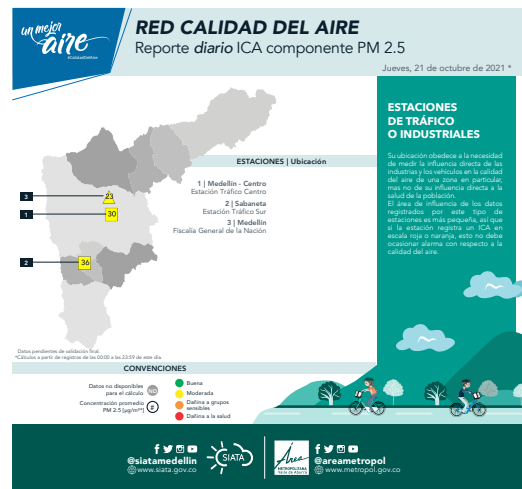 un mejor
aire
#CalidadDelAire
RED CALIDAD DEL AIRE
Reporte diario ICA componente PM 2.5
Jueves, 21 de octubre de 2021 *
ESTACIONES | Ubicación
1 | Medellín - Centro
Estación Tráfico Centro
2 | Sabaneta
Estación Tráfico Sur
3 | Medellín
Fiscalía General de la Nación
3
23
1
30
2
36
Datos pendientes de validación final.
*Cálculos a partir de registros de las 00:00 a las 23:59 de este día.
ESTACIONES
DE TRÁFICO
O INDUSTRIALES
Su ubicación obedece a la necesidad
de medir la influencia directa de las
industrias y los vehículos en la calidad
del aire de una zona en particular,
mas no de su influencia directa a la
salud de la población.
El área de influencia de los datos
registrados por este tipo de
estaciones es más pequeña, así que
si la estación registra un ICA en
escala roja o naranja, esto no debe
ocasionar alarma con respecto a la
calidad del aire.
CONVENCIONES
Datos no disponibles
para el cálculo
ND
Concentración promedio
PM 2.5 [µg/m³*]
#
Buena
Moderada
Dañina a grupos
sensibles
Dañina a la salud
@siatamedellin
www.siata.gov.co
SIATA
Área
METROPOLITANA
Valle de Aburrá
@areametropol
www.metropol.gov.co